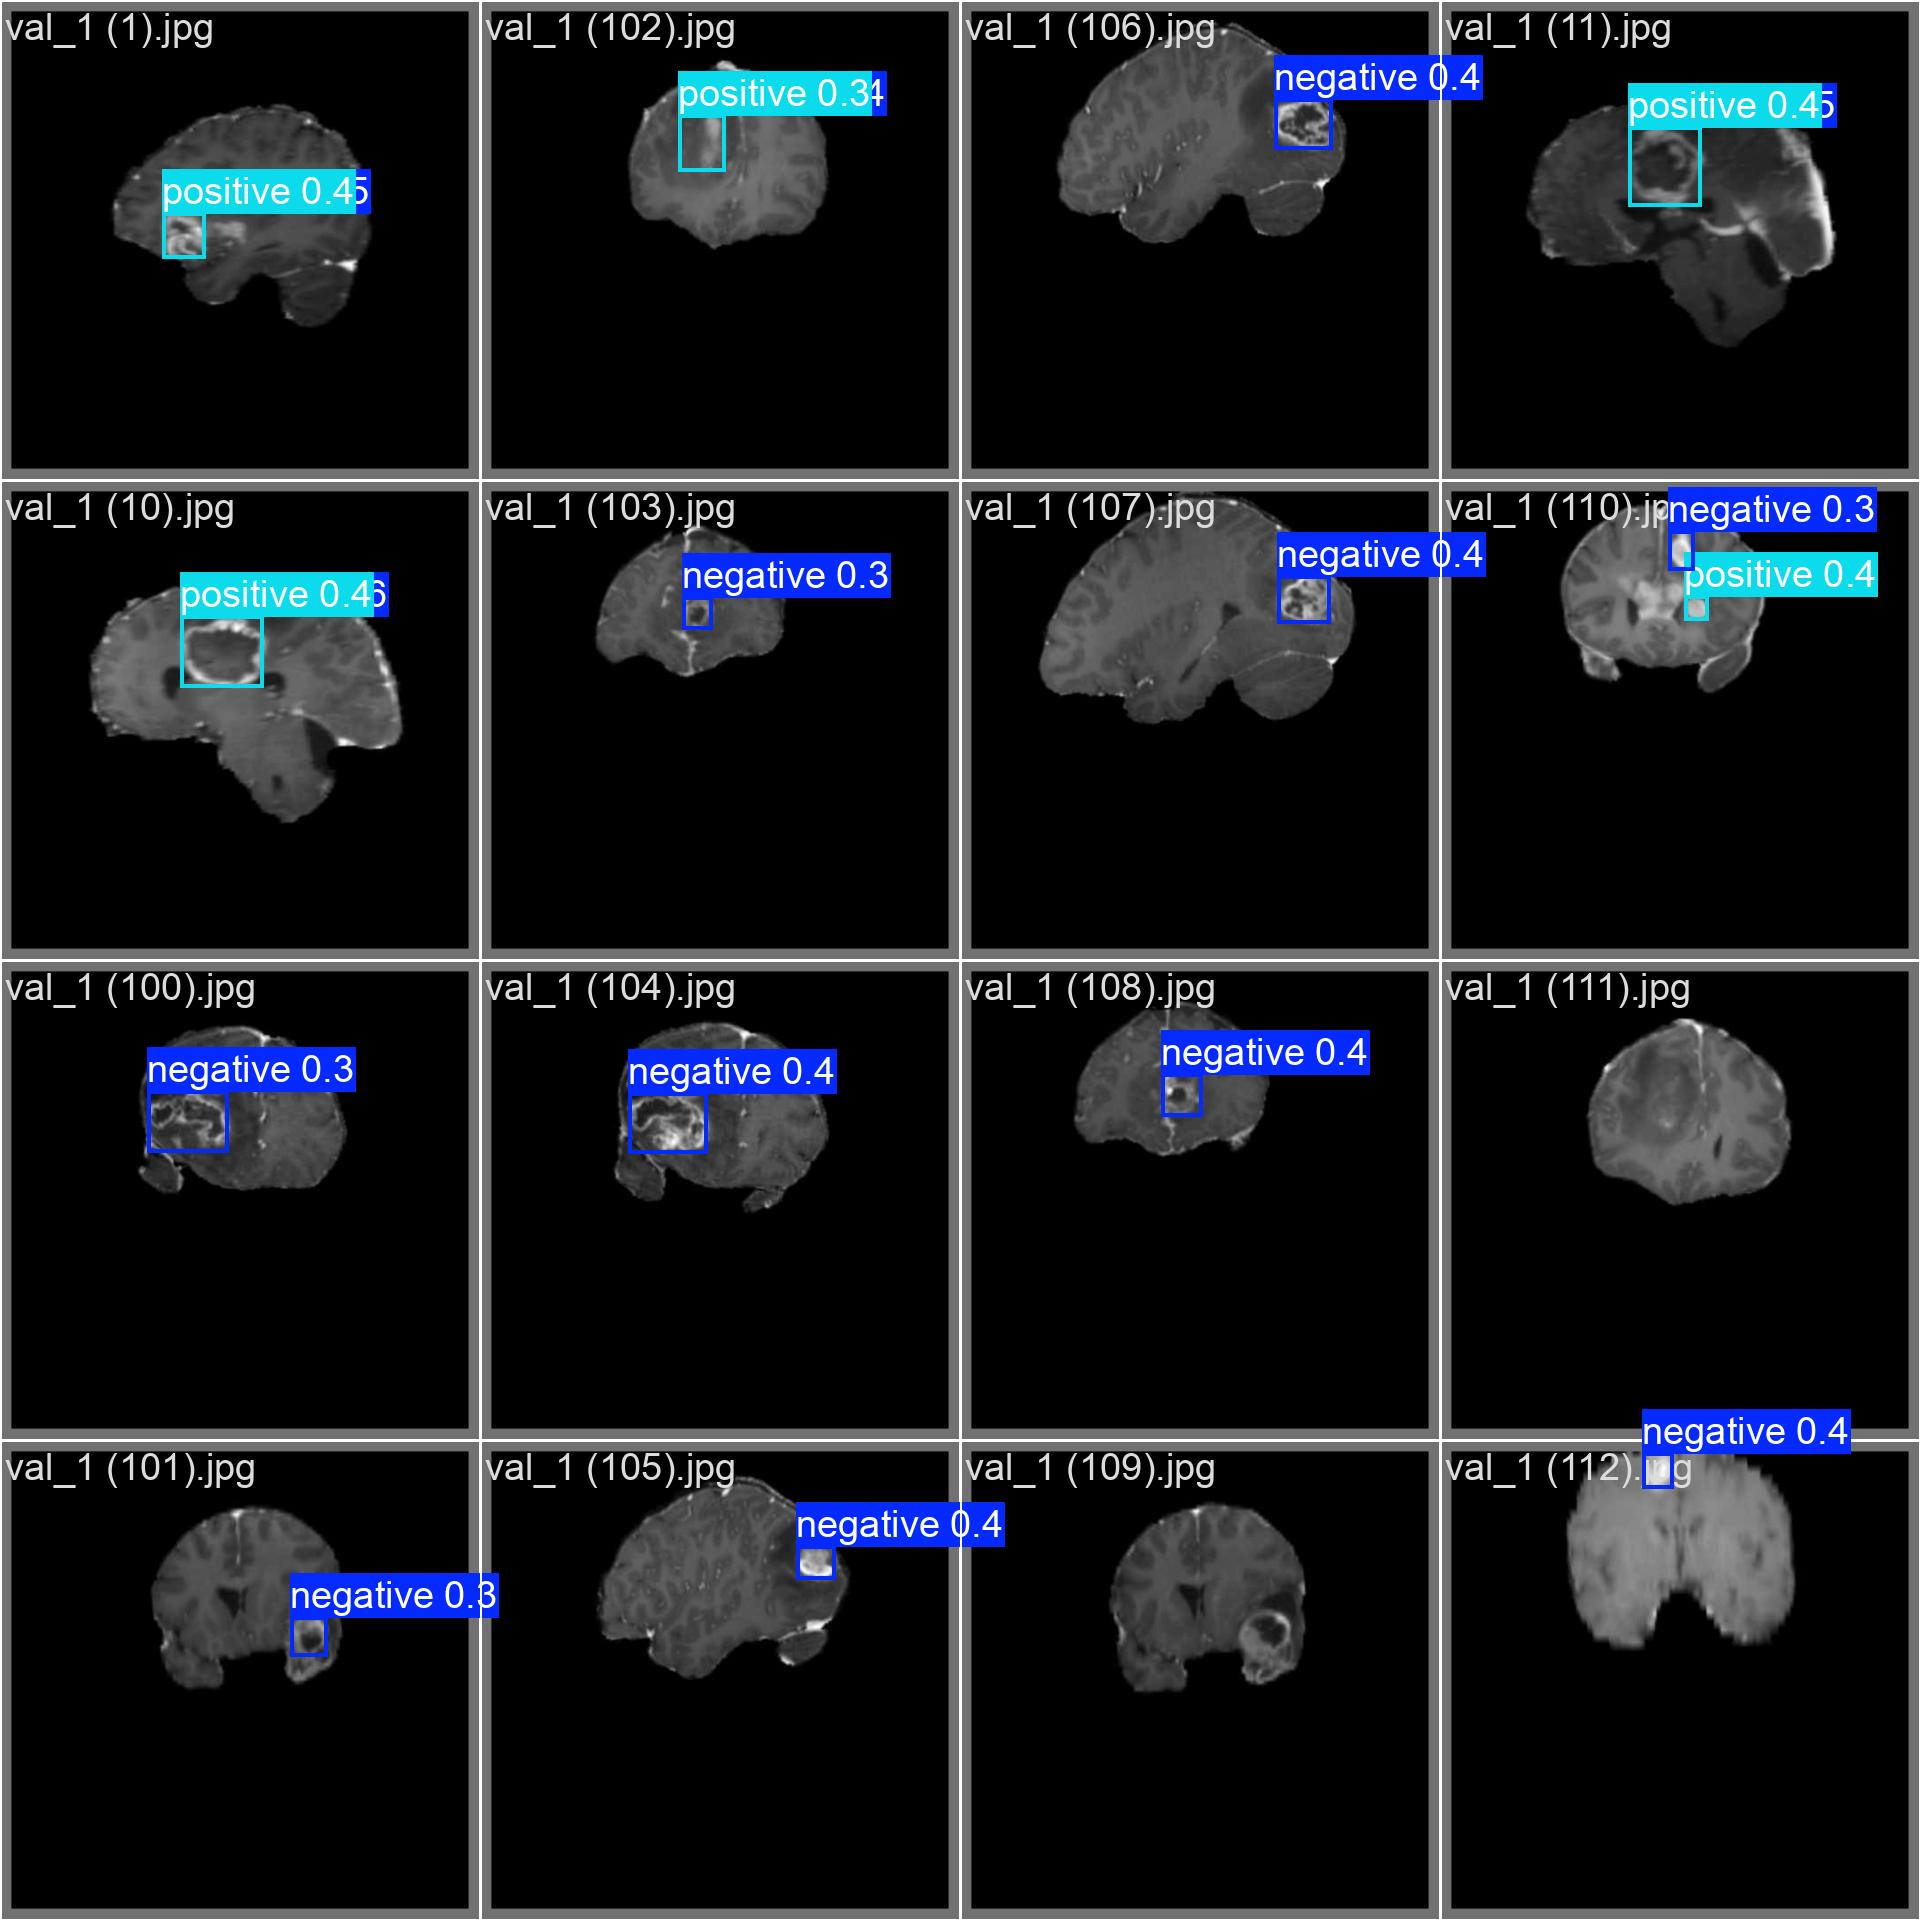 val_1 (1).jpg
positive 0.45
val_1 (102).jpg
positive 0.34
val_1 (106).jpg
negative 0.4
val_1 (11).jpg
positive 0.45
val_1 (10).jpg
positive 0.46
val_1 (103).jpg
negative 0.3
val_1 (107).jpg
negative 0.4
val_1 (110).jp
negative 0.3
positive 0.4
val_1 (100).jpg
negative 0.3
val_1 (104).jpg
negative 0.4
val_1 (108).jpg
negative 0.4
val_1 (111).jpg
val_1 (101).jpg
negative 0.3
val_1 (105).jpg
negative 0.4
val_1 (109).jpg
negative 0.4
val_1 (112).jpg